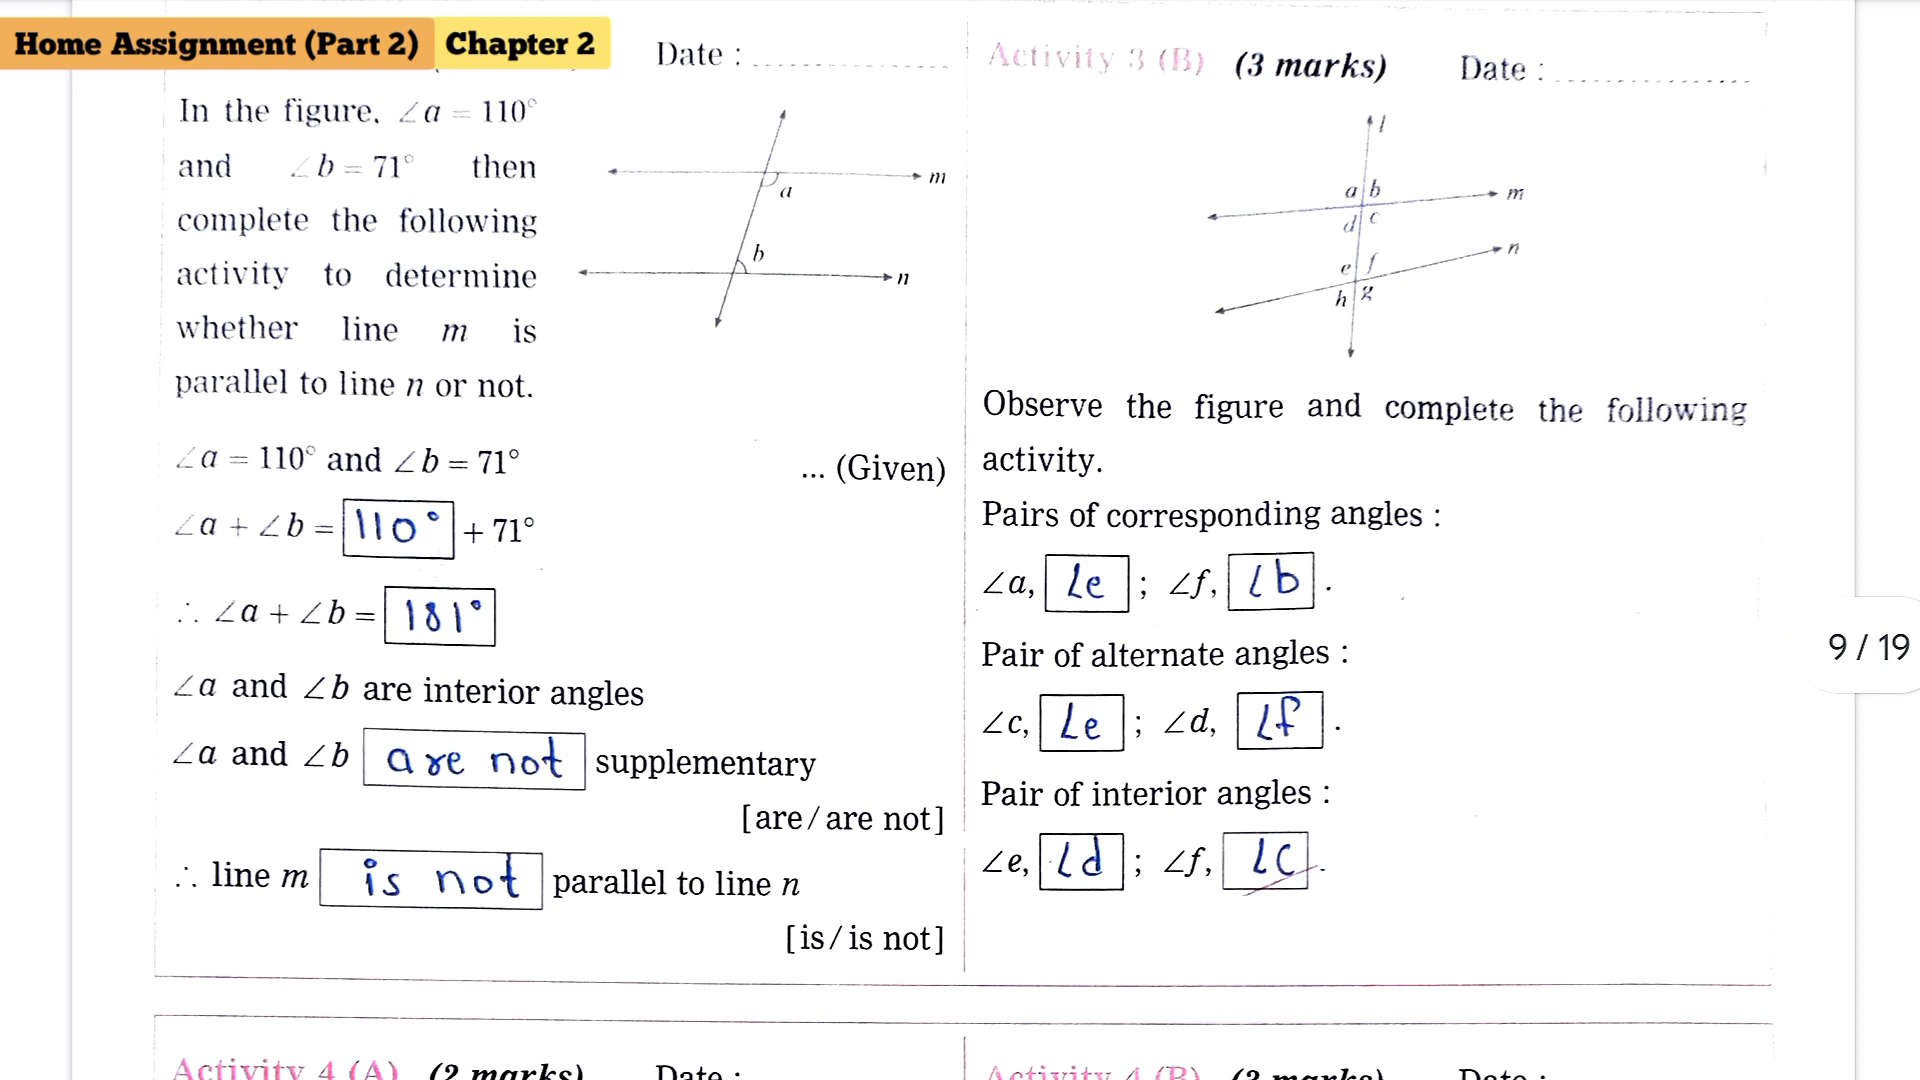 Home Assignment (Part 2) Chapter 2
Date :
In the figure, ∠a = 110°
and ∠b = 71° then
complete the following
activity to determine
whether line m is
parallel to line n or not.
m
a
b
n
∠a = 110° and ∠b = 71° ... (Given)
∠a + ∠b = 110° + 71°
∴ ∠a + ∠b = 181°
∠a and ∠b are interior angles
∠a and ∠b are not supplementary
[are / are not]
∴ line m is not parallel to line n
[is / is not]
Activity 3 (B) (3 marks) Date :
l
a b m
d c
n
e f
h g
Observe the figure and complete the following
activity.
Pairs of corresponding angles :
∠a, ∠e ; ∠f, ∠b .
Pair of alternate angles :
∠c, ∠e ; ∠d, ∠f .
Pair of interior angles :
∠e, ∠d ; ∠f, ∠c .
9 / 19
Activity 4 (A) (2 marks) Date :
Activity 4 (B) marks) Date :